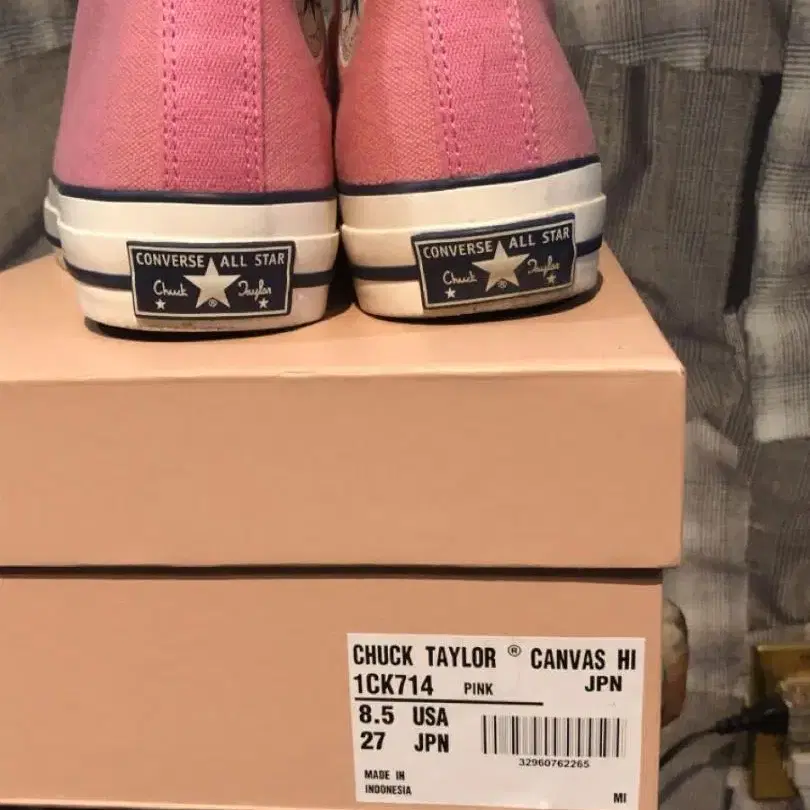 CONVERSE ALL STAR
Chuck Taylor
®
CONVERSE ALL STAR
Chuck Taylor
®
CHUCK TAYLOR ® CANVAS HI
1CK714 PINK JPN
8.5 USA
27 JPN
32960762265
MADE IN
INDONESIA
MI